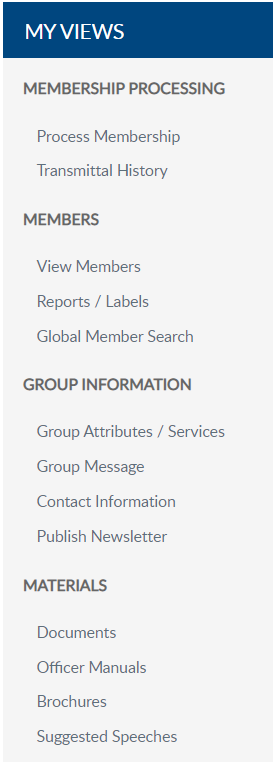 MY VIEWS
MEMBERSHIP PROCESSING
Process Membership
Transmittal History
MEMBERS
View Members
Reports / Labels
Global Member Search
GROUP INFORMATION
Group Attributes / Services
Group Message
Contact Information
Publish Newsletter
MATERIALS
Documents
Officer Manuals
Brochures
Suggested Speeches